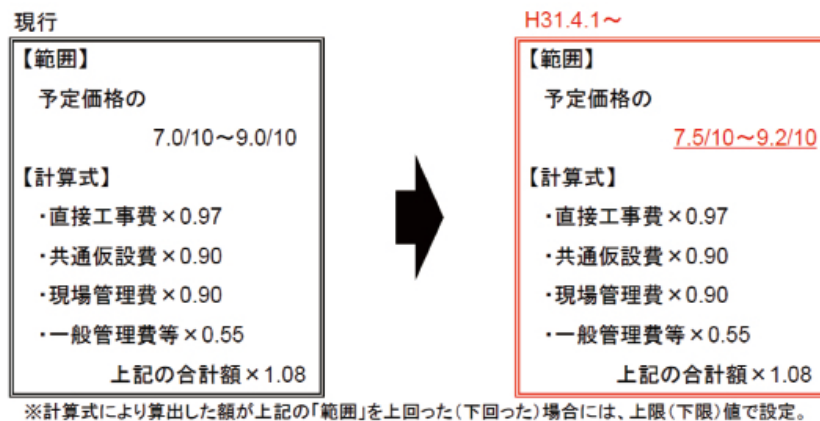 現行
【範囲】
予定価格の
7.0/10～9.0/10
【計算式】
・直接工事費×0.97
・共通仮設費×0.90
・現場管理費×0.90
・一般管理費等×0.55
上記の合計額×1.08
H31.4.1～
【範囲】
予定価格の
7.5/10～9.2/10
【計算式】
・直接工事費×0.97
・共通仮設費×0.90
・現場管理費×0.90
・一般管理費等×0.55
上記の合計額×1.08
※計算式により算出した額が上記の「範囲」を上回った（下回った）場合には、上限（下限）値で設定。